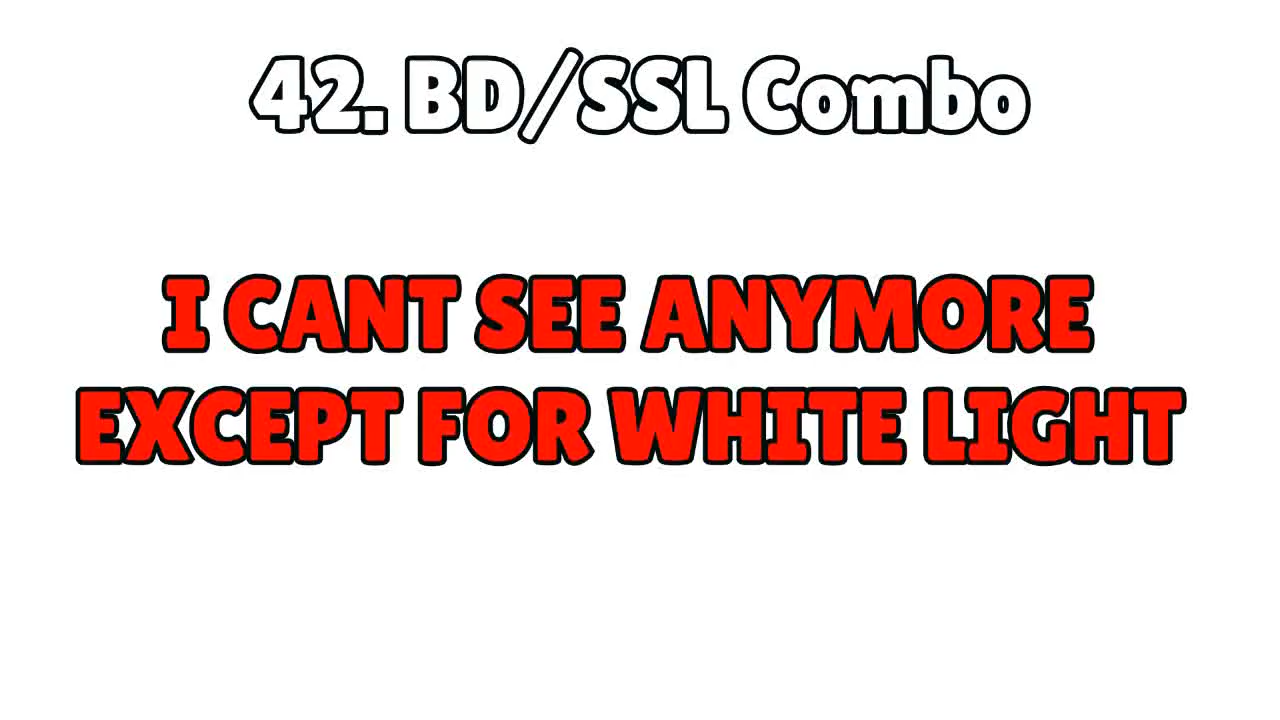 42. BD/SSL Combo
I CANT SEE ANYMORE
EXCEPT FOR WHITE LIGHT